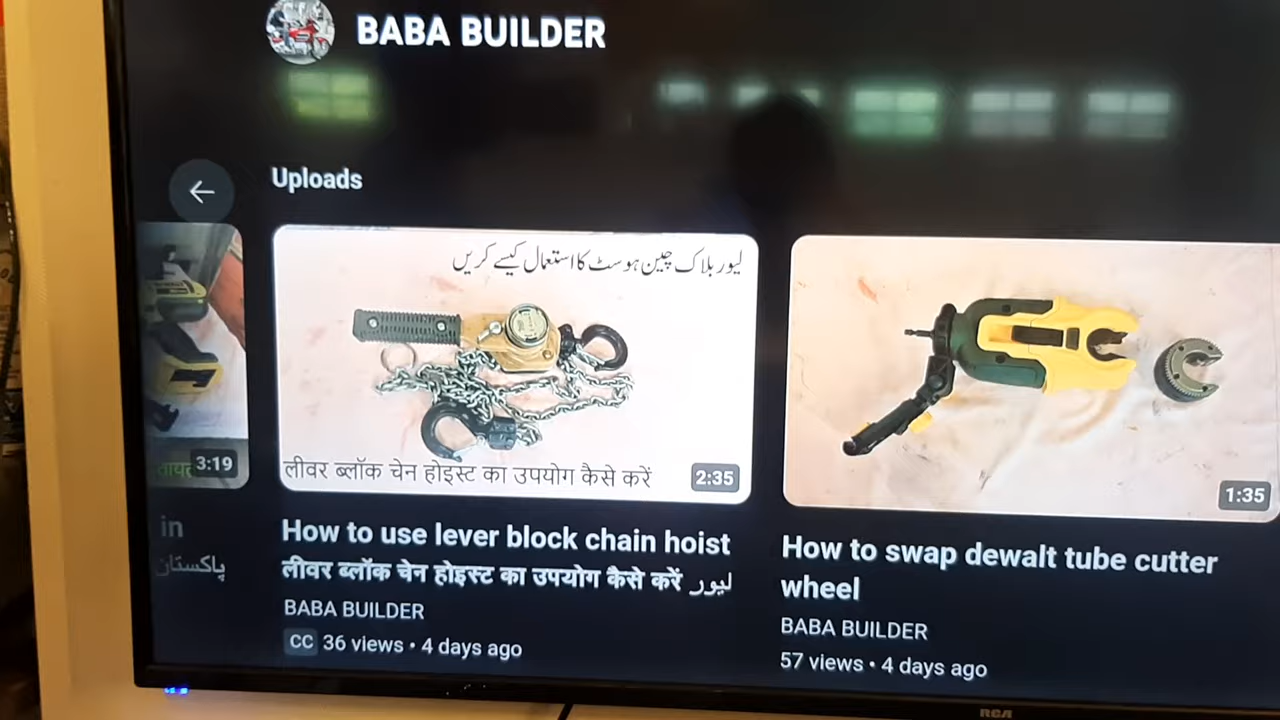 BABA BUILDER
Uploads
3:19
in
پاکستان
لیور بلاک چین ہوسٹ کا استعمال کیسے کریں
लीवर ब्लॉक चेन होइस्ट का उपयोग कैसे करें
2:35
How to use lever block chain hoist
लीवर ब्लॉक चेन होइस्ट का उपयोग कैसे करें لیور
BABA BUILDER
CC 36 views • 4 days ago
1:35
How to swap dewalt tube cutter
wheel
BABA BUILDER
57 views • 4 days ago
RCA